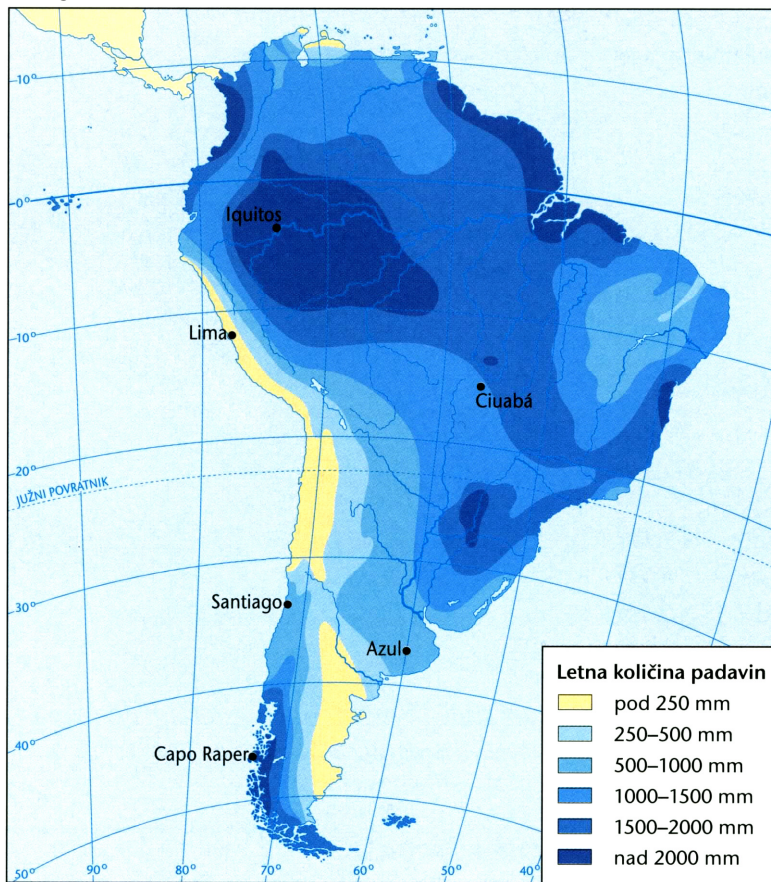 10°
0°
Iquitos
Lima
10°
Ciuabá
20°
JUŽNI POVRATNIK
30°
Santiago
Azul
Capo Raper
40°
50°
90°
80°
70°
60°
50°
40°
Letna količina padavin
pod 250 mm
250–500 mm
500–1000 mm
1000–1500 mm
1500–2000 mm
nad 2000 mm